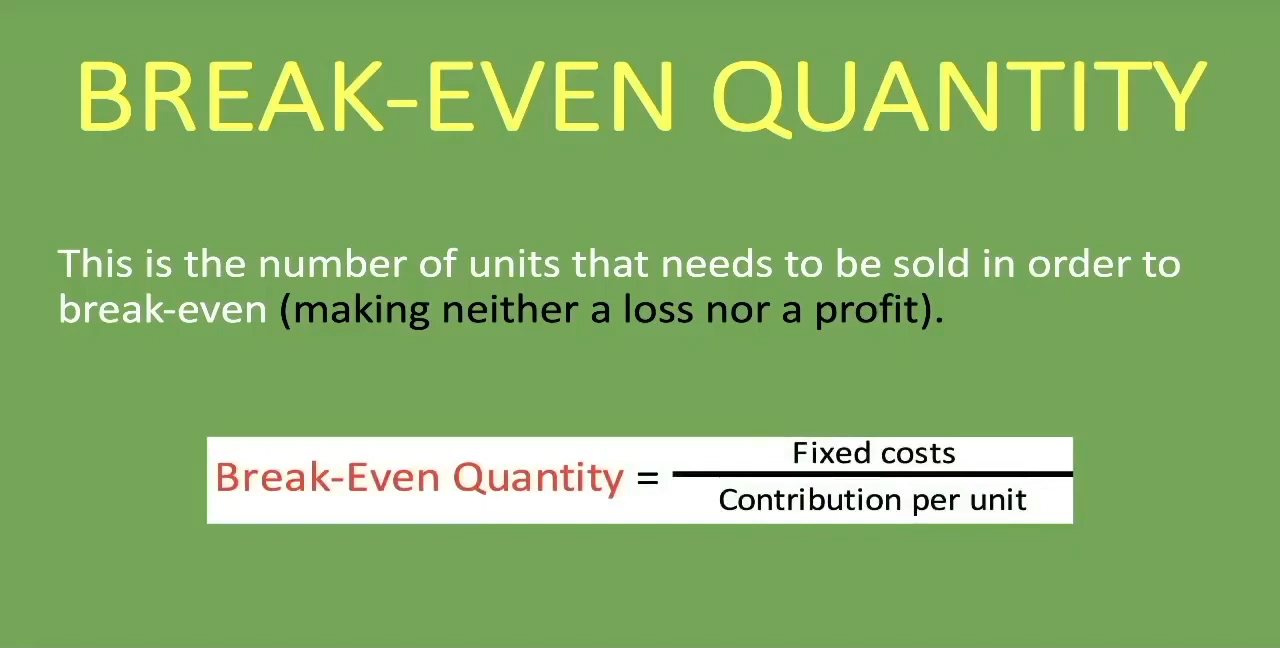 BREAK-EVEN QUANTITY
This is the number of units that needs to be sold in order to
break-even (making neither a loss nor a profit).
Fixed costs
Break-Even Quantity =
Contribution per unit